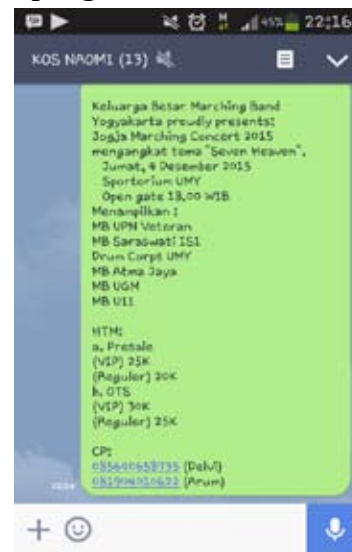 45% 22:16
KOS NAOMI (13)
Keluarga Besar Marching Band
Yogyakarta proudly presents:
Jogja Marching Concert 2015
mengangkat tema "Seven Heaven",
Jumat, 4 Desember 2015
Sportorium UMY
Open gate 18.00 WIB
Menampilkan :
MB UPN Veteran
MB Saraswati ISI
Drum Corps UMY
MB Atma Jaya
MB UGM
MB UII
HTM:
a. Presale
(VIP) 25K
(Reguler) 20K
b. OTS
(VIP) 30K
(Reguler) 25K
CP:
(Delvi)
(Arum)